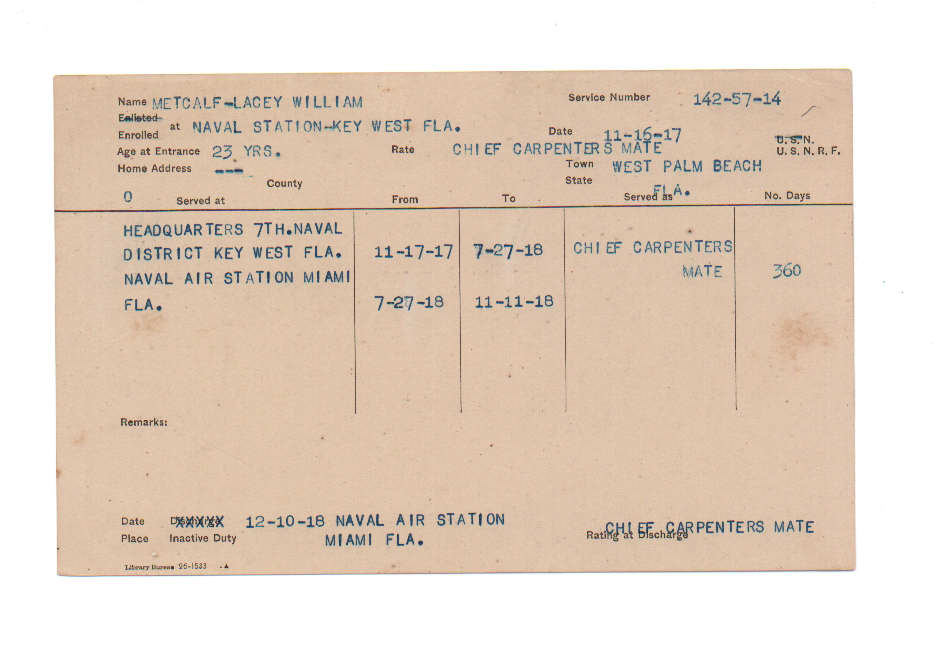 Name METCALF-LACEY WILLIAM Service Number 142-57-14
Enlisted
Enrolled at NAVAL STATION-KEY WEST FLA. Date 11-16-17 U.S.N.
Age at Entrance 23 YRS. Rate CHIEF CARPENTERS MATE U.S.N.R.F.
Home Address --- Town WEST PALM BEACH
County State FLA.
0 Served at From To Served as No. Days
HEADQUARTERS 7TH.NAVAL
DISTRICT KEY WEST FLA. 11-17-17 7-27-18 CHIEF CARPENTERS
NAVAL AIR STATION MIAMI MATE 360
FLA. 7-27-18 11-11-18
Remarks:
Date XXXXX 12-10-18 NAVAL AIR STATION CHIEF CARPENTERS MATE
Place Inactive Duty MIAMI FLA. Rating at Discharge
Library Bureau 26-1533 .A